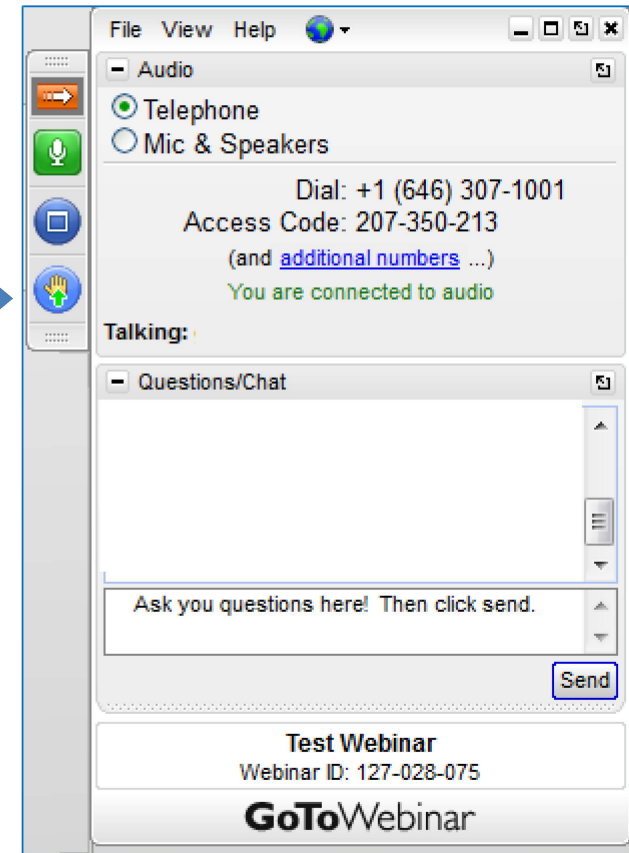 File View Help
Audio
Telephone
Mic & Speakers
Dial: +1 (646) 307-1001
Access Code: 207-350-213
(and additional numbers ...)
You are connected to audio
Talking:
Questions/Chat
Ask you questions here! Then click send.
Send
Test Webinar
Webinar ID: 127-028-075
GoToWebinar